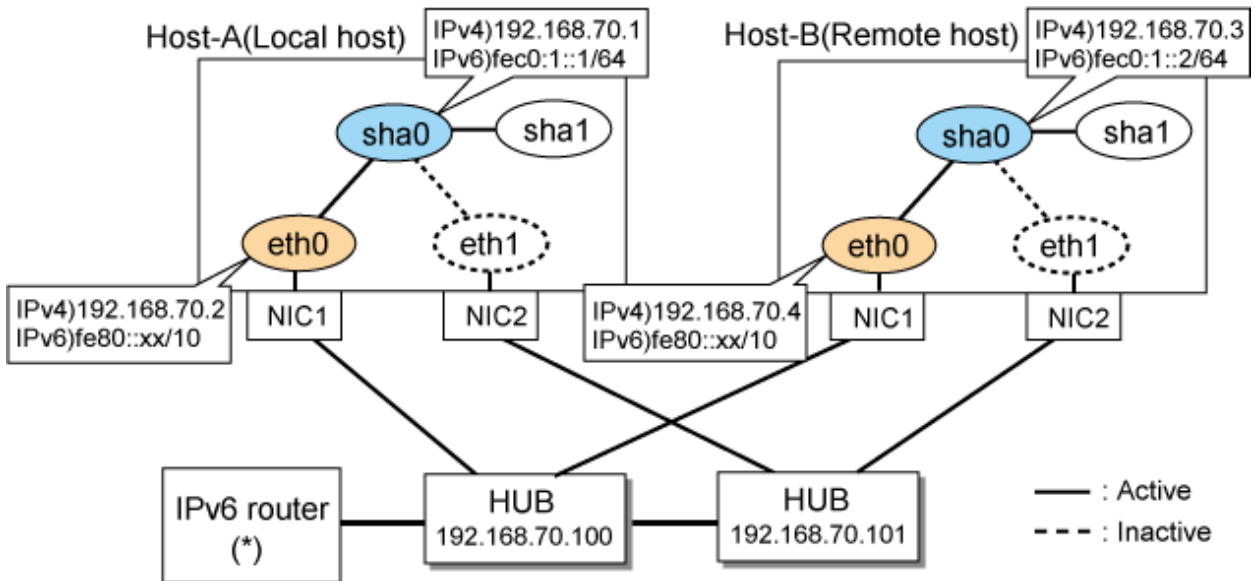 Host-A(Local host)
IPv4)192.168.70.1
IPv6)fec0:1::1/64
sha0
sha1
eth0
eth1
IPv4)192.168.70.2
IPv6)fe80::xx/10
NIC1
NIC2
Host-B(Remote host)
IPv4)192.168.70.3
IPv6)fec0:1::2/64
sha0
sha1
eth0
eth1
IPv4)192.168.70.4
IPv6)fe80::xx/10
NIC1
NIC2
IPv6 router
(*)
HUB
192.168.70.100
HUB
192.168.70.101
: Active
: Inactive